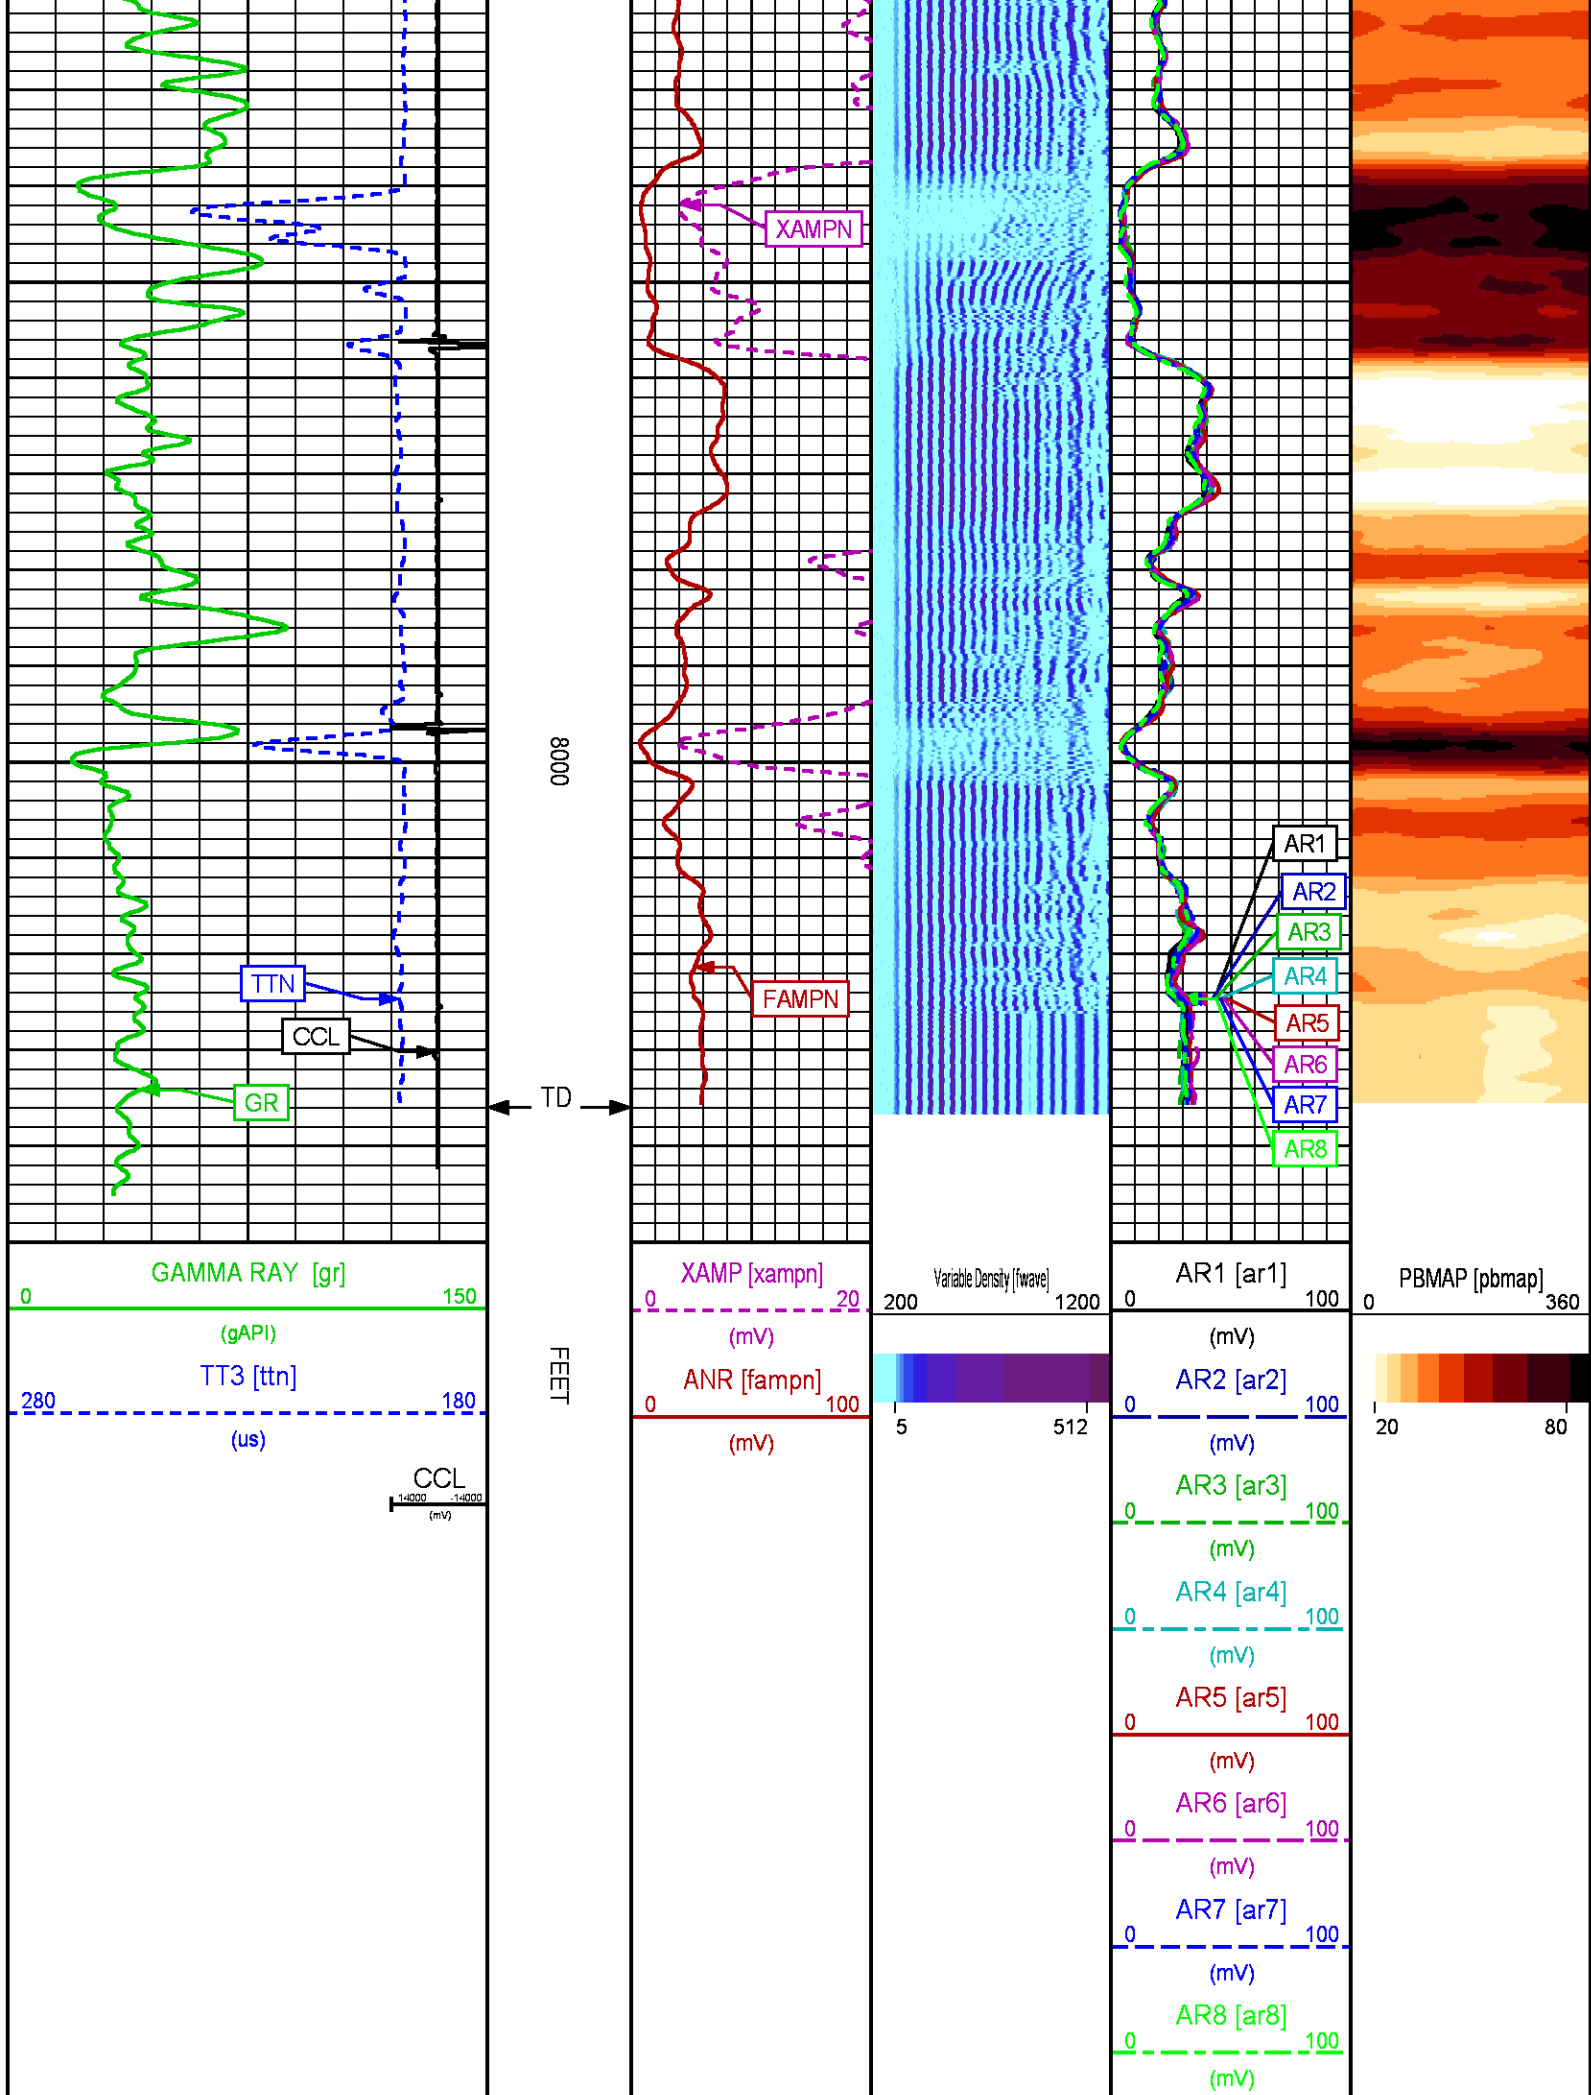 XAMPN
8000
AR1
AR2
AR3
AR4
AR5
AR6
AR7
AR8
TTN
FAMPN
CCL
GR
TD
GAMMA RAY [gr]
0 150
(gAPI)
TT3 [ttn]
280 180
(us)
CCL
14000 -14000
(mV)
FEET
XAMP [xampn]
0 20
(mV)
ANR [fampn]
0 100
(mV)
Variable Density [fwave]
200 1200
5 512
AR1 [ar1]
0 100
(mV)
AR2 [ar2]
0 100
(mV)
AR3 [ar3]
0 100
(mV)
AR4 [ar4]
0 100
(mV)
AR5 [ar5]
0 100
(mV)
AR6 [ar6]
0 100
(mV)
AR7 [ar7]
0 100
(mV)
AR8 [ar8]
0 100
(mV)
PBMAP [pbmap]
0 360
20 80